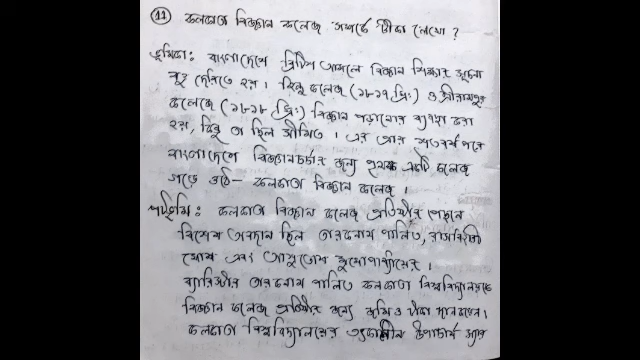 (11) কলকাতা বিজ্ঞান কলেজ সম্পর্কে টীকা লেখো ?
ভূমিকা: বাংলাদেশে ব্রিটিশ আমলে বিজ্ঞান শিক্ষার সূচনা
খুব দেরিতে হয়। হিন্দু কলেজ (১৮১৭ খ্রি:) ও শ্রীরামপুর
কলেজে (১৮১৮ খ্রি:) বিজ্ঞান পড়ানোর ব্যবস্থা করা
হয়, কিন্তু তা ছিল সীমিত। এর প্রায় শতবর্ষ পরে
বাংলাদেশে বিজ্ঞানচর্চার জন্য পৃথক একটি কলেজ
গড়ে ওঠে - কলকাতা বিজ্ঞান কলেজ।
পটভূমি: কলকাতা বিজ্ঞান কলেজ প্রতিষ্ঠার পেছনে
বিশেষ অবদান ছিল তারকনাথ পালিত, রাসবিহারী
ঘোষ এবং আশুতোষ মুখোপাধ্যায়ের।
ব্যারিস্টার তারকনাথ পালিত কলকাতা বিশ্ববিদ্যালয়কে
বিজ্ঞান কলেজ প্রতিষ্ঠার জন্য জমি ও টাকা দান করেন।
কলকাতা বিশ্ববিদ্যালয়ের তৎকালীন উপাচার্য স্যার